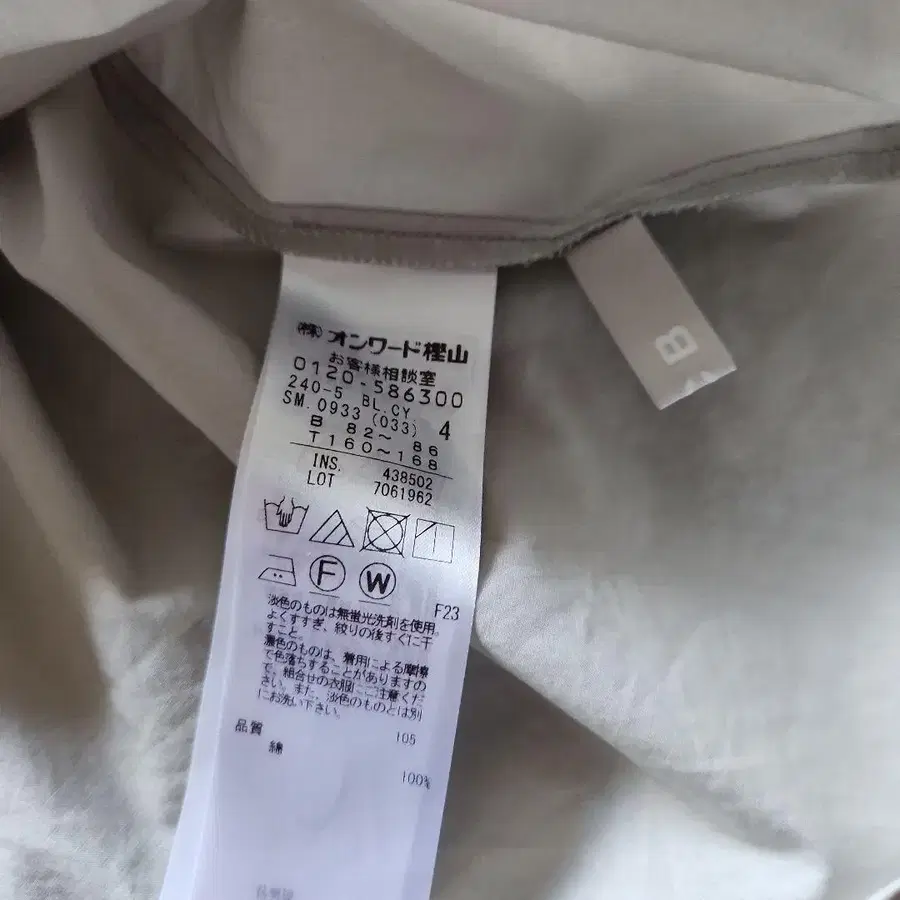 ㈱オンワード樫山
お客様相談室
0120-586300
240-5 BL.CY.
SM.0933 (033) 4
B 82～ 86
T160～168
INS. 438502
LOT 7061962
F W
F23
淡色のものは無蛍光洗剤を使用。
よくすすぎ、絞りの後すぐに干
すこと。
濃色のものは、着用による摩擦
で色落ちすることがありますの
で、組合せの衣服にご注意くだ
さい。また、淡色のものとは別
にお洗い下さい。
品質 105
綿
100%
B